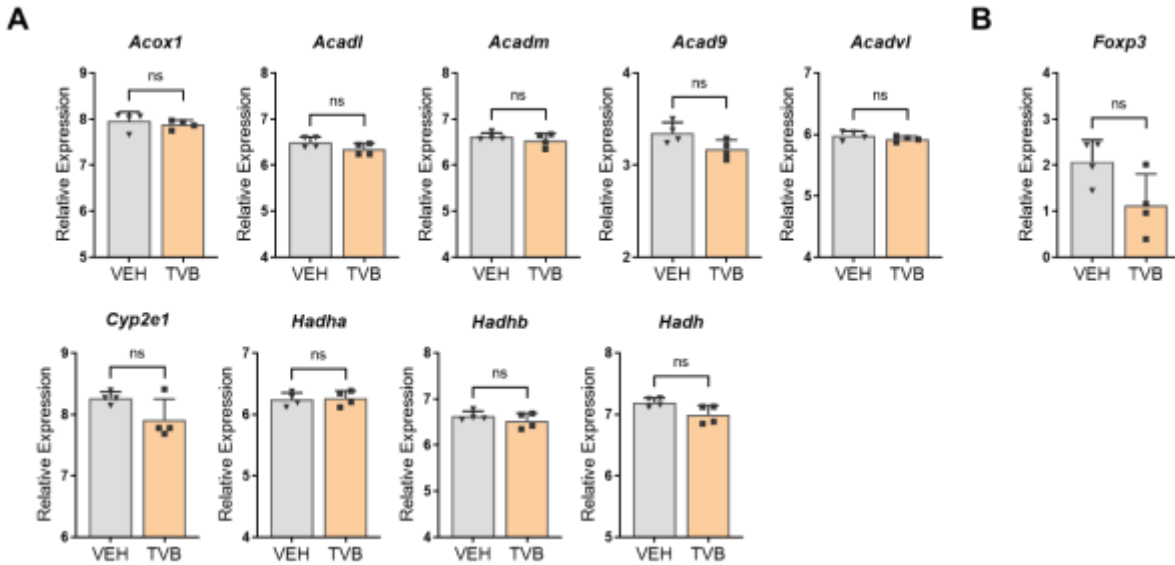 A
B
Acox1
Acadl
Acadm
Acad9
Acadvl
Foxp3
Relative Expression
9
8
7
6
5
ns
VEH TVB
Relative Expression
8
7
6
5
4
ns
VEH TVB
Relative Expression
8
7
6
5
4
ns
VEH TVB
Relative Expression
4
3
2
ns
VEH TVB
Relative Expression
7
6
5
4
ns
VEH TVB
Relative Expression
4
3
2
1
0
ns
VEH TVB
Cyp2e1
Hadha
Hadhb
Hadh
Relative Expression
9
8
7
6
ns
VEH TVB
Relative Expression
7
6
5
4
ns
VEH TVB
Relative Expression
8
7
6
5
4
ns
VEH TVB
Relative Expression
8
7
6
5
ns
VEH TVB